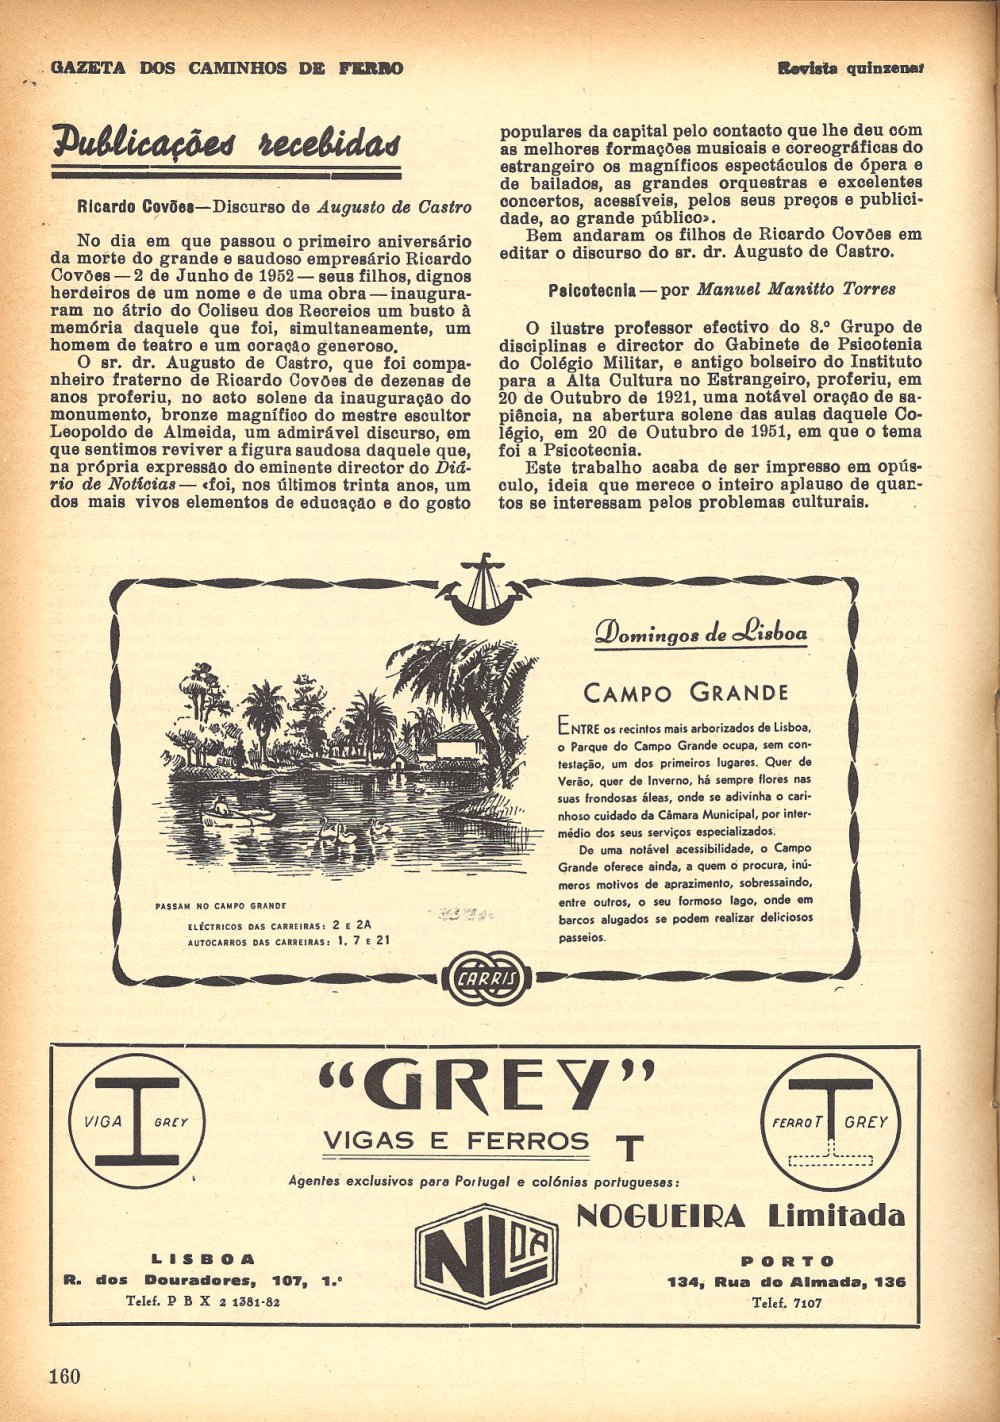 GAZETA DOS CAMINHOS DE FERRO
Revista quinzenal
Publicações recebidas
Ricardo Covões—Discurso de Augusto de Castro
No dia em que passou o primeiro aniversário
da morte do grande e saudoso empresário Ricardo
Covões — 2 de Junho de 1952 — seus filhos, dignos
herdeiros de um nome e de uma obra — inaugura-
ram no átrio do Coliseu dos Recreios um busto à
memória daquele que foi, simultaneamente, um
homem de teatro e um coração generoso.
O sr. dr. Augusto de Castro, que foi compa-
nheiro fraterno de Ricardo Covões de dezenas de
anos proferiu, no acto solene da inauguração do
monumento, bronze magnífico do mestre escultor
Leopoldo de Almeida, um admirável discurso, em
que sentimos reviver a figura saudosa daquele que,
na própria expressão do eminente director do Diá-
rio de Notícias — «foi, nos últimos trinta anos, um
dos mais vivos elementos de educação e do gosto
populares da capital pelo contacto que lhe deu com
as melhores formações musicais e coreográficas do
estrangeiro os magníficos espectáculos de ópera e
de bailados, as grandes orquestras e excelentes
concertos, acessíveis, pelos seus preços e publici-
dade, ao grande público».
Bem andaram os filhos de Ricardo Covões em
editar o discurso do sr. dr. Augusto de Castro.
Psicotecnia — por Manuel Manitto Torres
O ilustre professor efectivo do 8.º Grupo de
disciplinas e director do Gabinete de Psicotenia
do Colégio Militar, e antigo bolseiro do Instituto
para a Alta Cultura no Estrangeiro, proferiu, em
20 de Outubro de 1921, uma notável oração de sa-
piência, na abertura solene das aulas daquele Co-
légio, em 20 de Outubro de 1951, em que o tema
foi a Psicotecnia.
Este trabalho acaba de ser impresso em opús-
culo, ideia que merece o inteiro aplauso de quan-
tos se interessam pelos problemas culturais.
Domingos de Lisboa
CAMPO GRANDE
ENTRE os recintos mais arborizados de Lisboa,
o Parque do Campo Grande ocupa, sem con-
testação, um dos primeiros lugares. Quer de
Verão, quer de Inverno, há sempre flores nas
suas frondosas áleas, onde se adivinha o cari-
nhoso cuidado da Câmara Municipal, por inter-
médio dos seus serviços especializados.
De uma notável acessibilidade, o Campo
Grande oferece ainda, a quem o procura, inú-
meros motivos de aprazimento, sobressaindo,
entre outros, o seu formoso lago, onde em
barcos alugados se podem realizar deliciosos
passeios.
PASSAM NO CAMPO GRANDE
ELÉCTRICOS DAS CARREIRAS: 2 E 2A
AUTOCARROS DAS CARREIRAS: 1, 7 E 21
CARRIS
"GREY"
VIGAS E FERROS T
VIGA GREY
FERRO T GREY
Agentes exclusivos para Portugal e colónias portuguesas:
NOGUEIRA Limitada
NLDA
LISBOA
R. dos Douradores, 107, 1.º
Telef. P B X 2 1381-82
PORTO
134, Rua do Almada, 136
Telef. 7107
160